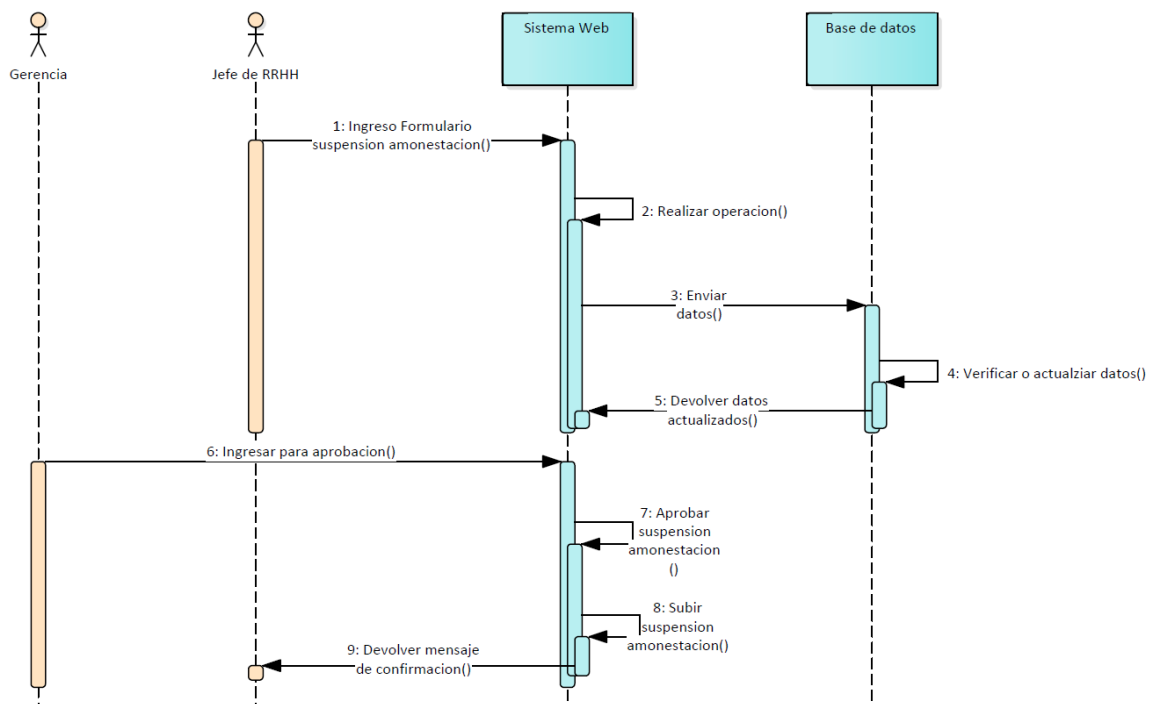 Gerencia
Jefe de RRHH
Sistema Web
Base de datos
1: Ingreso Formulario
suspension amonestacion()
2: Realizar operacion()
3: Enviar
datos()
4: Verificar o actualziar datos()
5: Devolver datos
actualizados()
6: Ingresar para aprobacion()
7: Aprobar
suspension
amonestacion
()
8: Subir
suspension
amonestacion()
9: Devolver mensaje
de confirmacion()